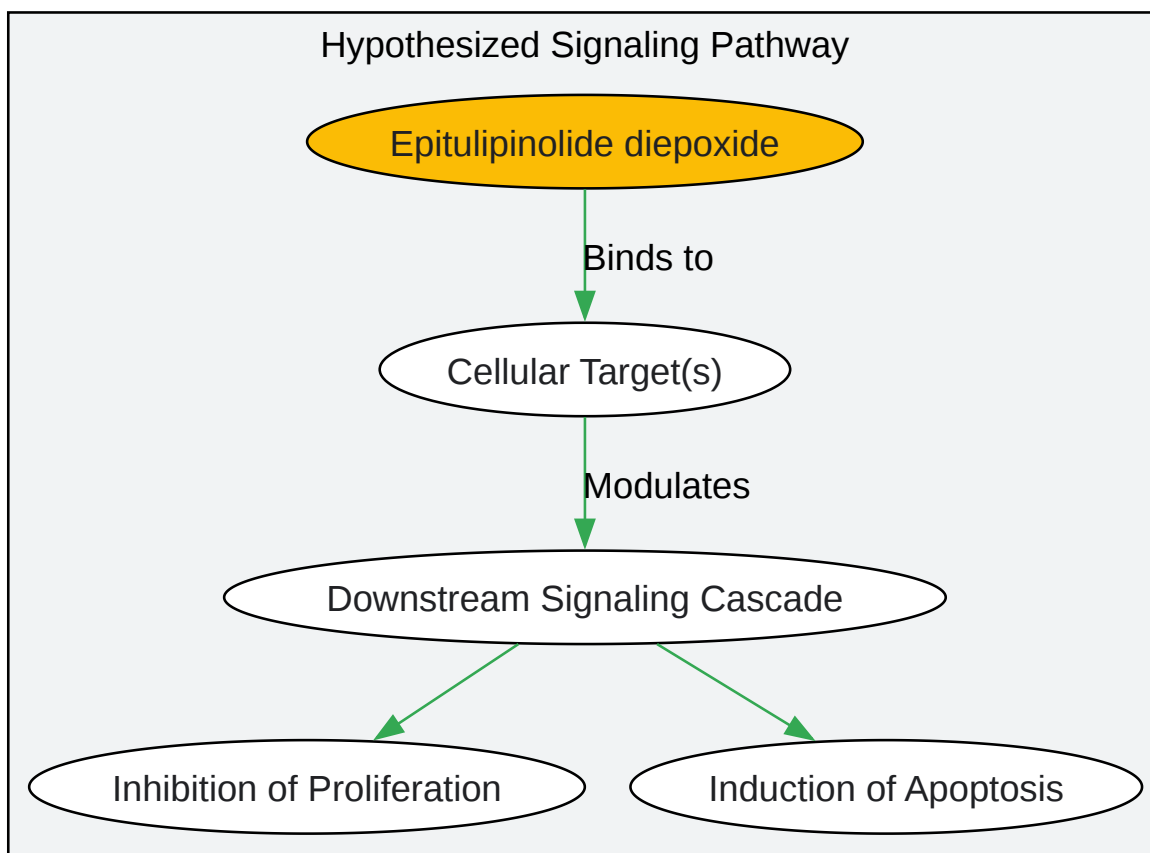 Hypothesized Signaling Pathway
Epitulipinolide diepoxide
Binds to
Cellular Target(s)
Modulates
Downstream Signaling Cascade
Inhibition of Proliferation
Induction of Apoptosis